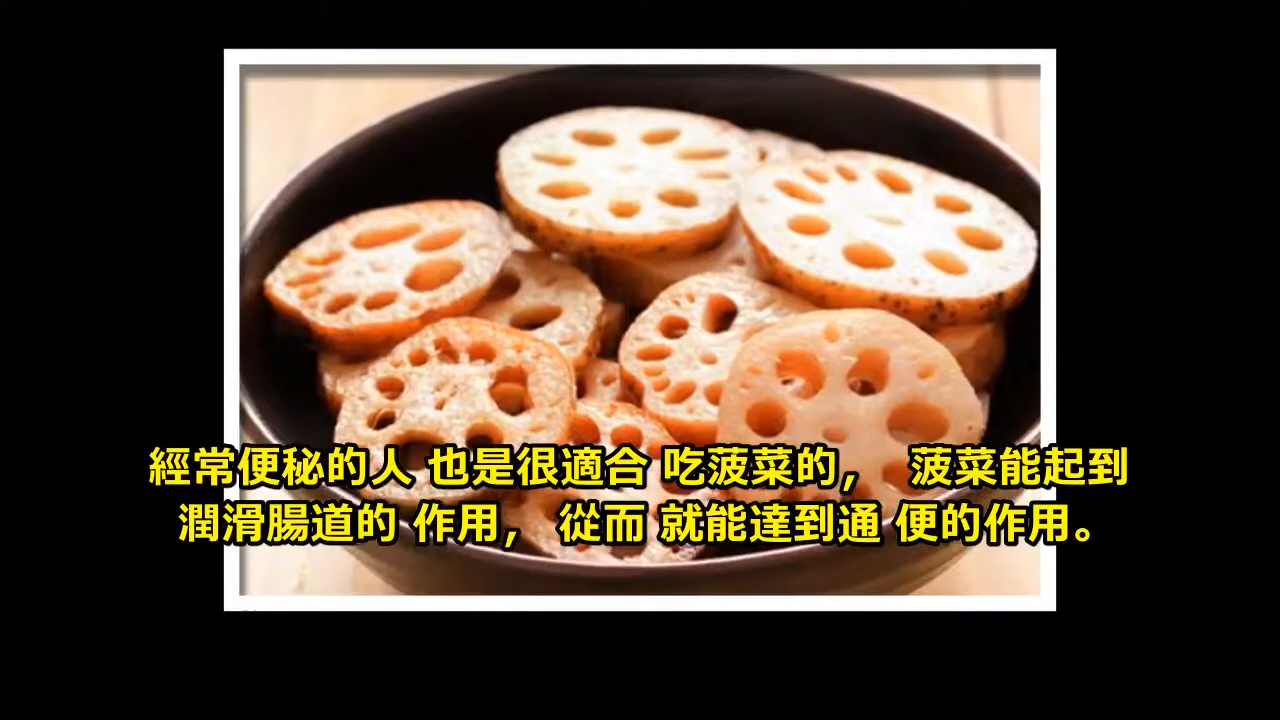 經常便秘的人 也是很適合 吃菠菜的， 菠菜能起到
潤滑腸道的 作用， 從而 就能達到通 便的作用。